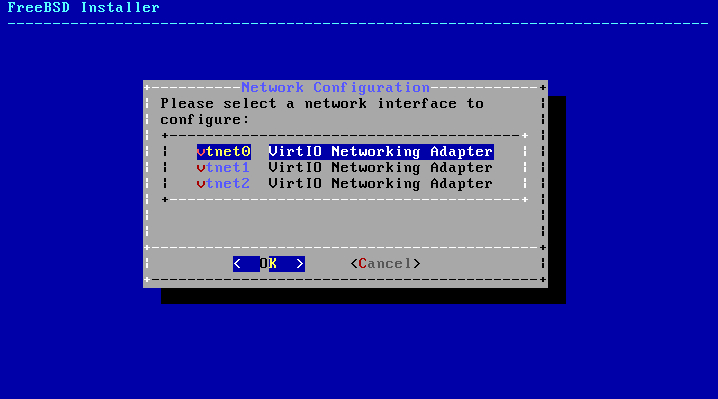 FreeBSD Installer
Network Configuration
Please select a network interface to
configure:
vtnet0 VirtIO Networking Adapter
vtnet1 VirtIO Networking Adapter
vtnet2 VirtIO Networking Adapter
< OK > <Cancel>